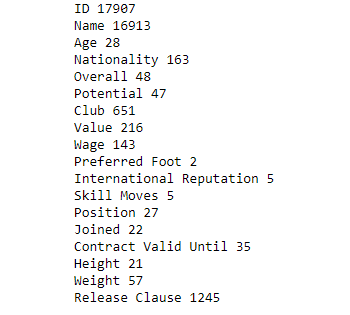 ID 17907
Name 16913
Age 28
Nationality 163
Overall 48
Potential 47
Club 651
Value 216
Wage 143
Preferred Foot 2
International Reputation 5
Skill Moves 5
Position 27
Joined 22
Contract Valid Until 35
Height 21
Weight 57
Release Clause 1245